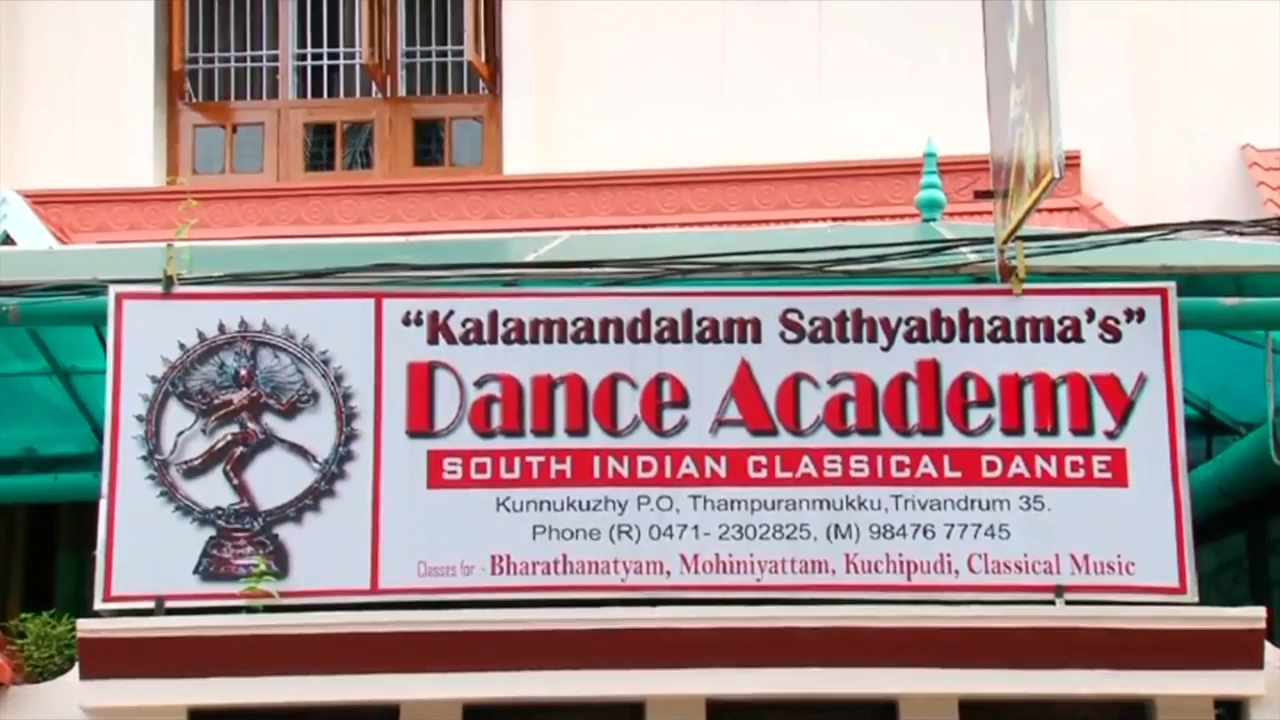 “Kalamandalam Sathyabhama’s”
Dance Academy
SOUTH INDIAN CLASSICAL DANCE
Kunnukuzhy P.O, Thampuranmukku,Trivandrum 35.
Phone (R) 0471- 2302825, (M) 98476 77745
Classes for - Bharathanatyam, Mohiniyattam, Kuchipudi, Classical Music